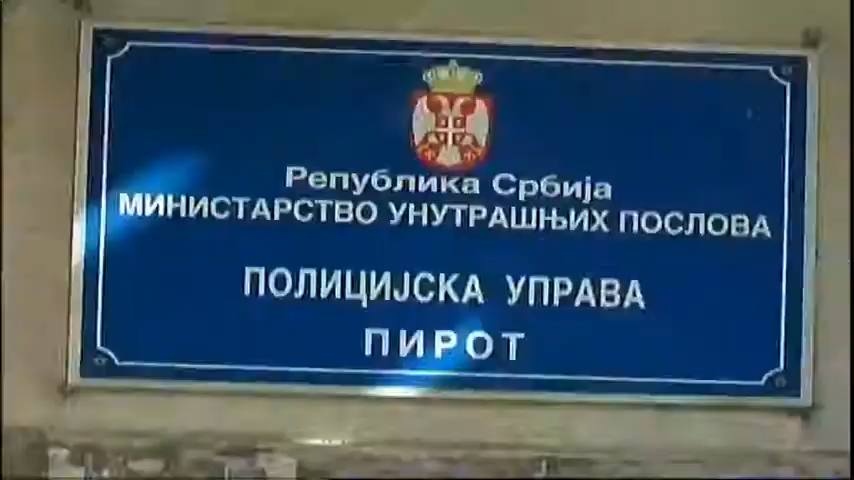 Република Србија
МИНИСТАРСТВО УНУТРАШЊИХ ПОСЛОВА
ПОЛИЦИЈСКА УПРАВА
ПИРОТ